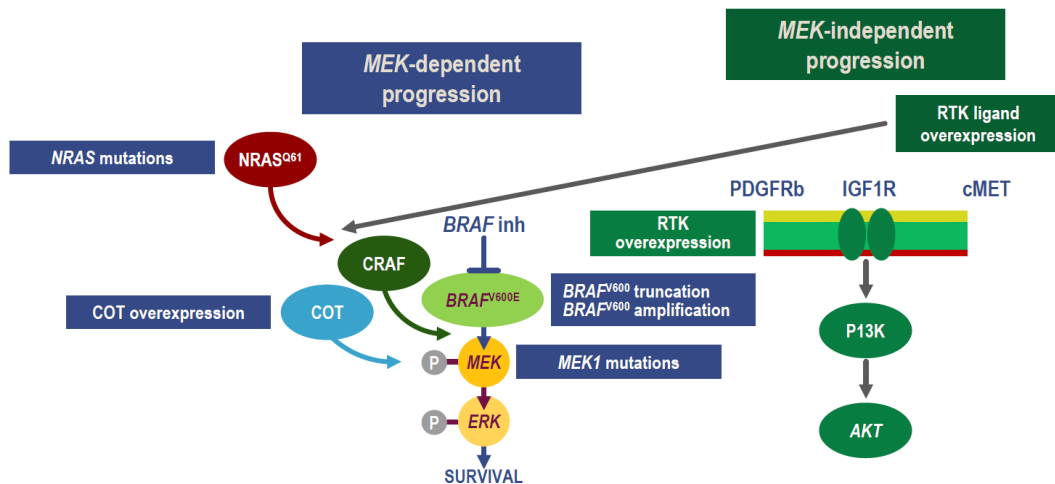 MEK-dependent
progression
MEK-independent
progression
RTK ligand
overexpression
NRAS mutations
NRASQ61
PDGFRb
IGF1R
cMET
BRAF inh
RTK
overexpression
CRAF
COT overexpression
COT
BRAFV600E
BRAFV600 truncation
BRAFV600 amplification
P13K
P
MEK
MEK1 mutations
P
ERK
AKT
SURVIVAL